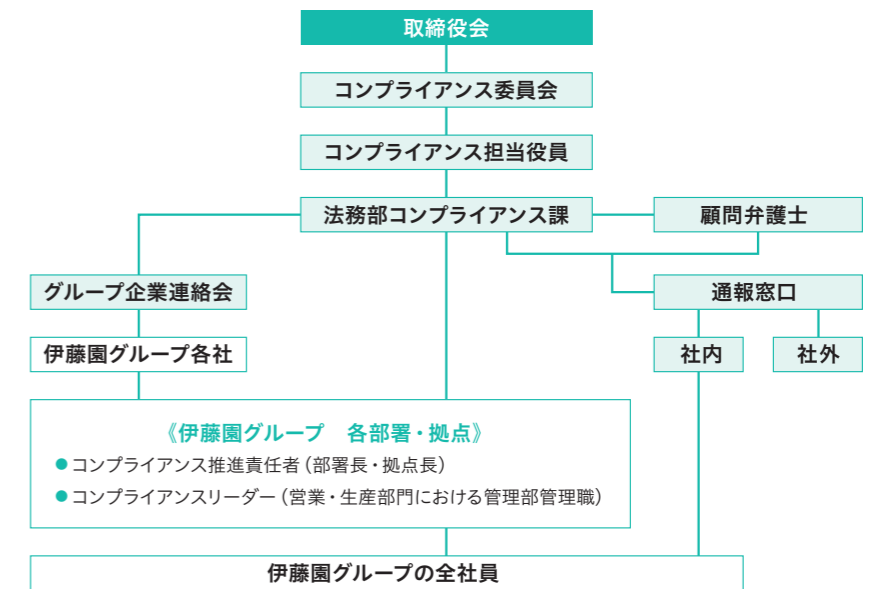 取締役会
コンプライアンス委員会
コンプライアンス担当役員
法務部コンプライアンス課
顧問弁護士
グループ企業連絡会
通報窓口
伊藤園グループ各社
社内
社外
《伊藤園グループ　各部署・拠点》
●コンプライアンス推進責任者（部署長・拠点長）
●コンプライアンスリーダー（営業・生産部門における管理部管理職）
伊藤園グループの全社員